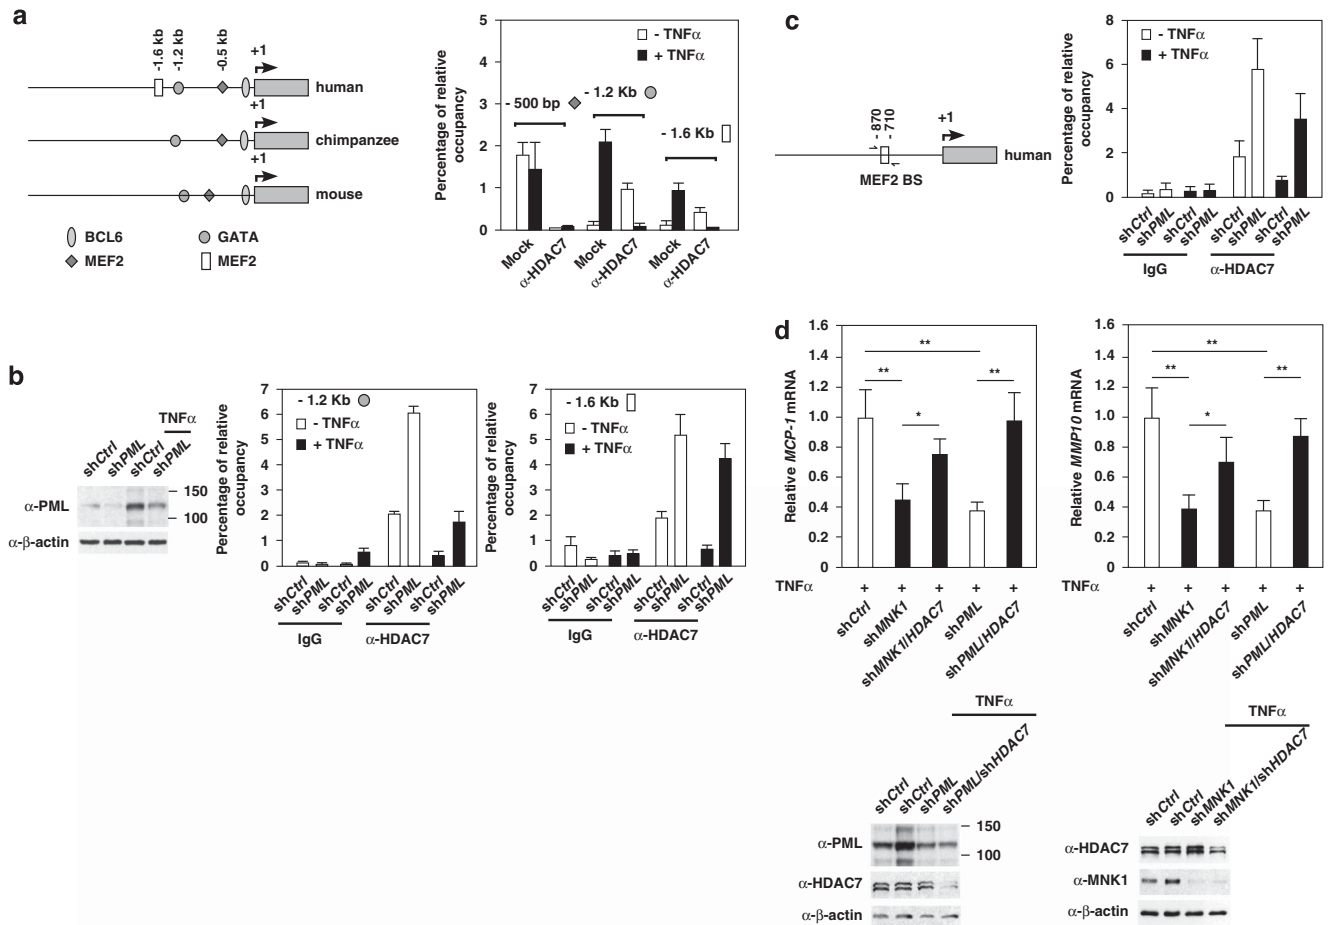 a
-1.6 kb
-1.2 kb
-0.5 kb
+1
human
+1
chimpanzee
+1
mouse
BCL6
GATA
MEF2
MEF2
Percentage of relative occupancy
5
4
3
2
1
0
- TNFα
+ TNFα
- 500 bp
- 1.2 Kb
- 1.6 Kb
Mock
α-HDAC7
Mock
α-HDAC7
Mock
α-HDAC7
c
- 870
- 710
+1
human
MEF2 BS
Percentage of relative occupancy
8
6
4
2
0
- TNFα
+ TNFα
shCtrl
shPML
shCtrl
shPML
shCtrl
shPML
shCtrl
shPML
IgG
α-HDAC7
b
TNFα
shCtrl
shPML
shCtrl
shPML
α-PML
150
100
α-β-actin
Percentage of relative occupancy
7
6
5
4
3
2
1
0
- 1.2 Kb
- TNFα
+ TNFα
shCtrl
shPML
shCtrl
shPML
shCtrl
shPML
shCtrl
shPML
IgG
α-HDAC7
Percentage of relative occupancy
7
6
5
4
3
2
1
0
- 1.6 Kb
- TNFα
+ TNFα
shCtrl
shPML
shCtrl
shPML
shCtrl
shPML
shCtrl
shPML
IgG
α-HDAC7
d
Relative MCP-1 mRNA
1.6
1.4
1.2
1.0
0.8
0.6
0.4
0.2
0
**
**
**
*
TNFα
+ + + + +
shCtrl
shMNK1
shMNK1/HDAC7
shPML
shPML/HDAC7
Relative MMP10 mRNA
1.6
1.4
1.2
1.0
0.8
0.6
0.4
0.2
0
**
**
**
*
TNFα
+ + + + +
shCtrl
shMNK1
shMNK1/HDAC7
shPML
shPML/HDAC7
TNFα
shCtrl
shCtrl
shPML
shPML/shHDAC7
α-PML
150
100
α-HDAC7
α-β-actin
TNFα
shCtrl
shCtrl
shMNK1
shMNK1/shHDAC7
α-HDAC7
α-MNK1
α-β-actin